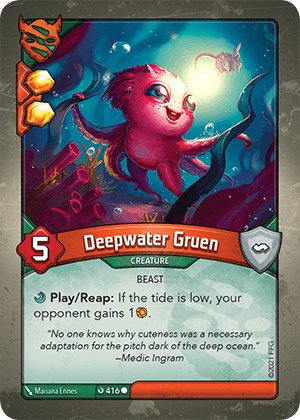 5
Deepwater Gruen
CREATURE
BEAST
Play/Reap: If the tide is low, your
opponent gains 1.
"No one knows why cuteness was a necessary
adaptation for the pitch dark of the deep ocean."
–Medic Ingram
©2021 FFG
Mariana Ennes
416